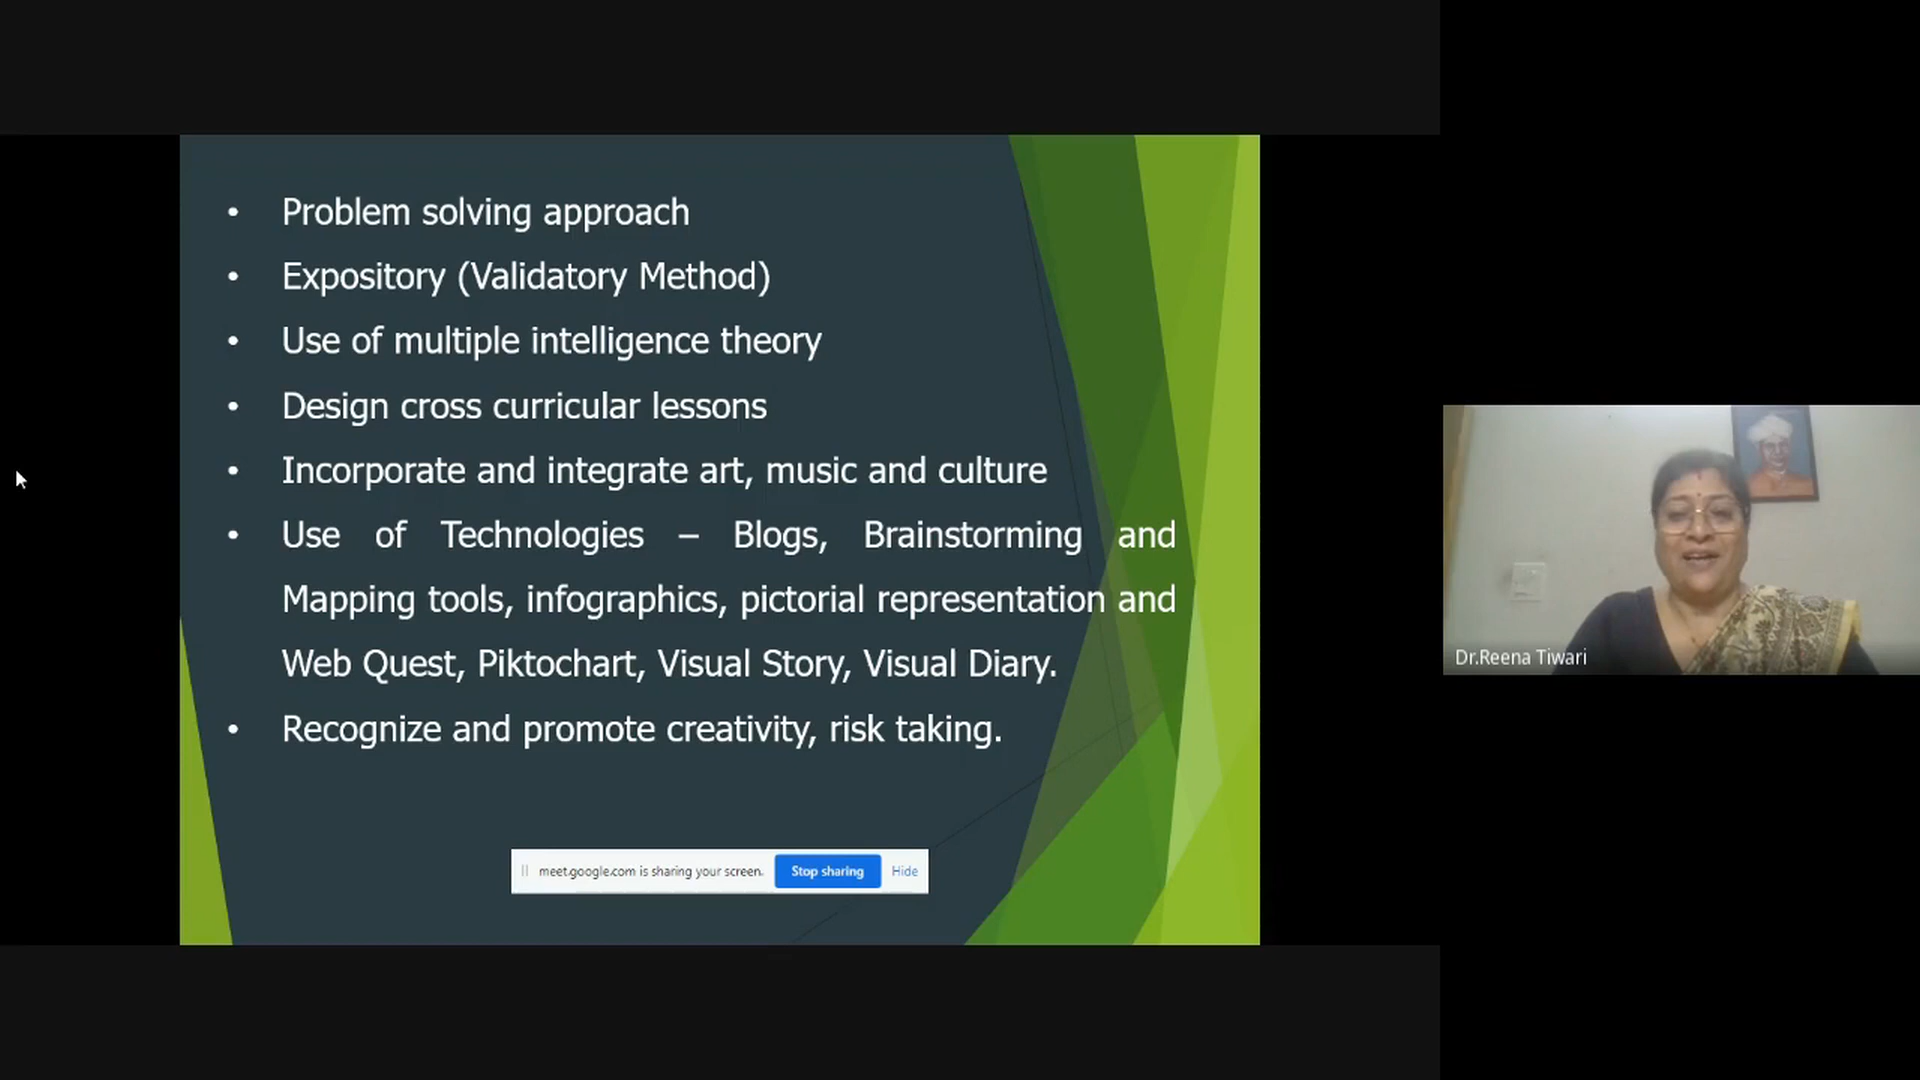 • Problem solving approach
• Expository (Validatory Method)
• Use of multiple intelligence theory
• Design cross curricular lessons
• Incorporate and integrate art, music and culture
• Use of Technologies – Blogs, Brainstorming and
Mapping tools, infographics, pictorial representation and
Web Quest, Piktochart, Visual Story, Visual Diary.
• Recognize and promote creativity, risk taking.
meet.google.com is sharing your screen. Stop sharing Hide
Dr.Reena Tiwari